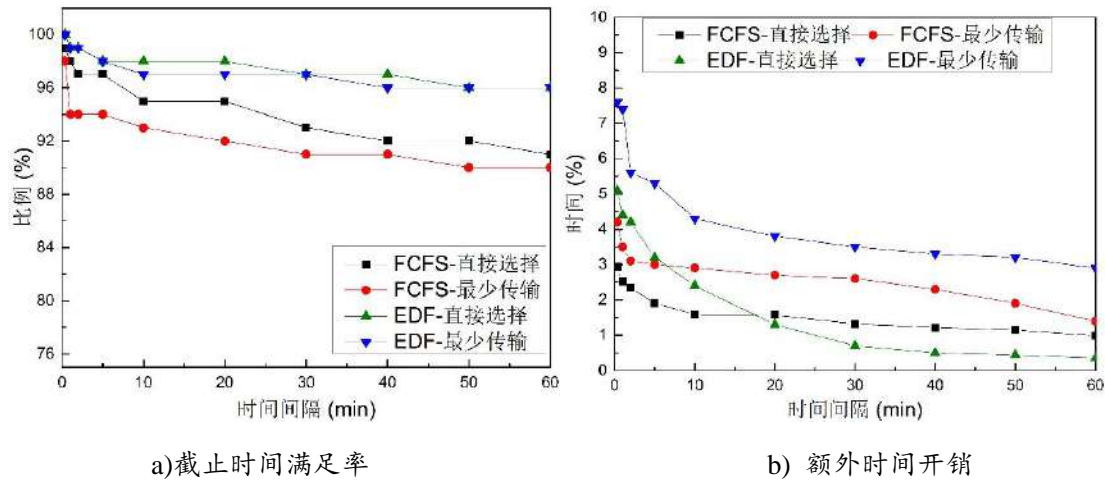 100
96
92
88
84
80
76
比例 (%)
FCFS-直接选择
FCFS-最少传输
EDF-直接选择
EDF-最少传输
0 10 20 30 40 50 60
时间间隔 (min)
a)截止时间满足率
10
9
8
7
6
5
4
3
2
1
0
时间 (%)
FCFS-直接选择 FCFS-最少传输
EDF-直接选择 EDF-最少传输
0 10 20 30 40 50 60
时间间隔 (min)
b) 额外时间开销